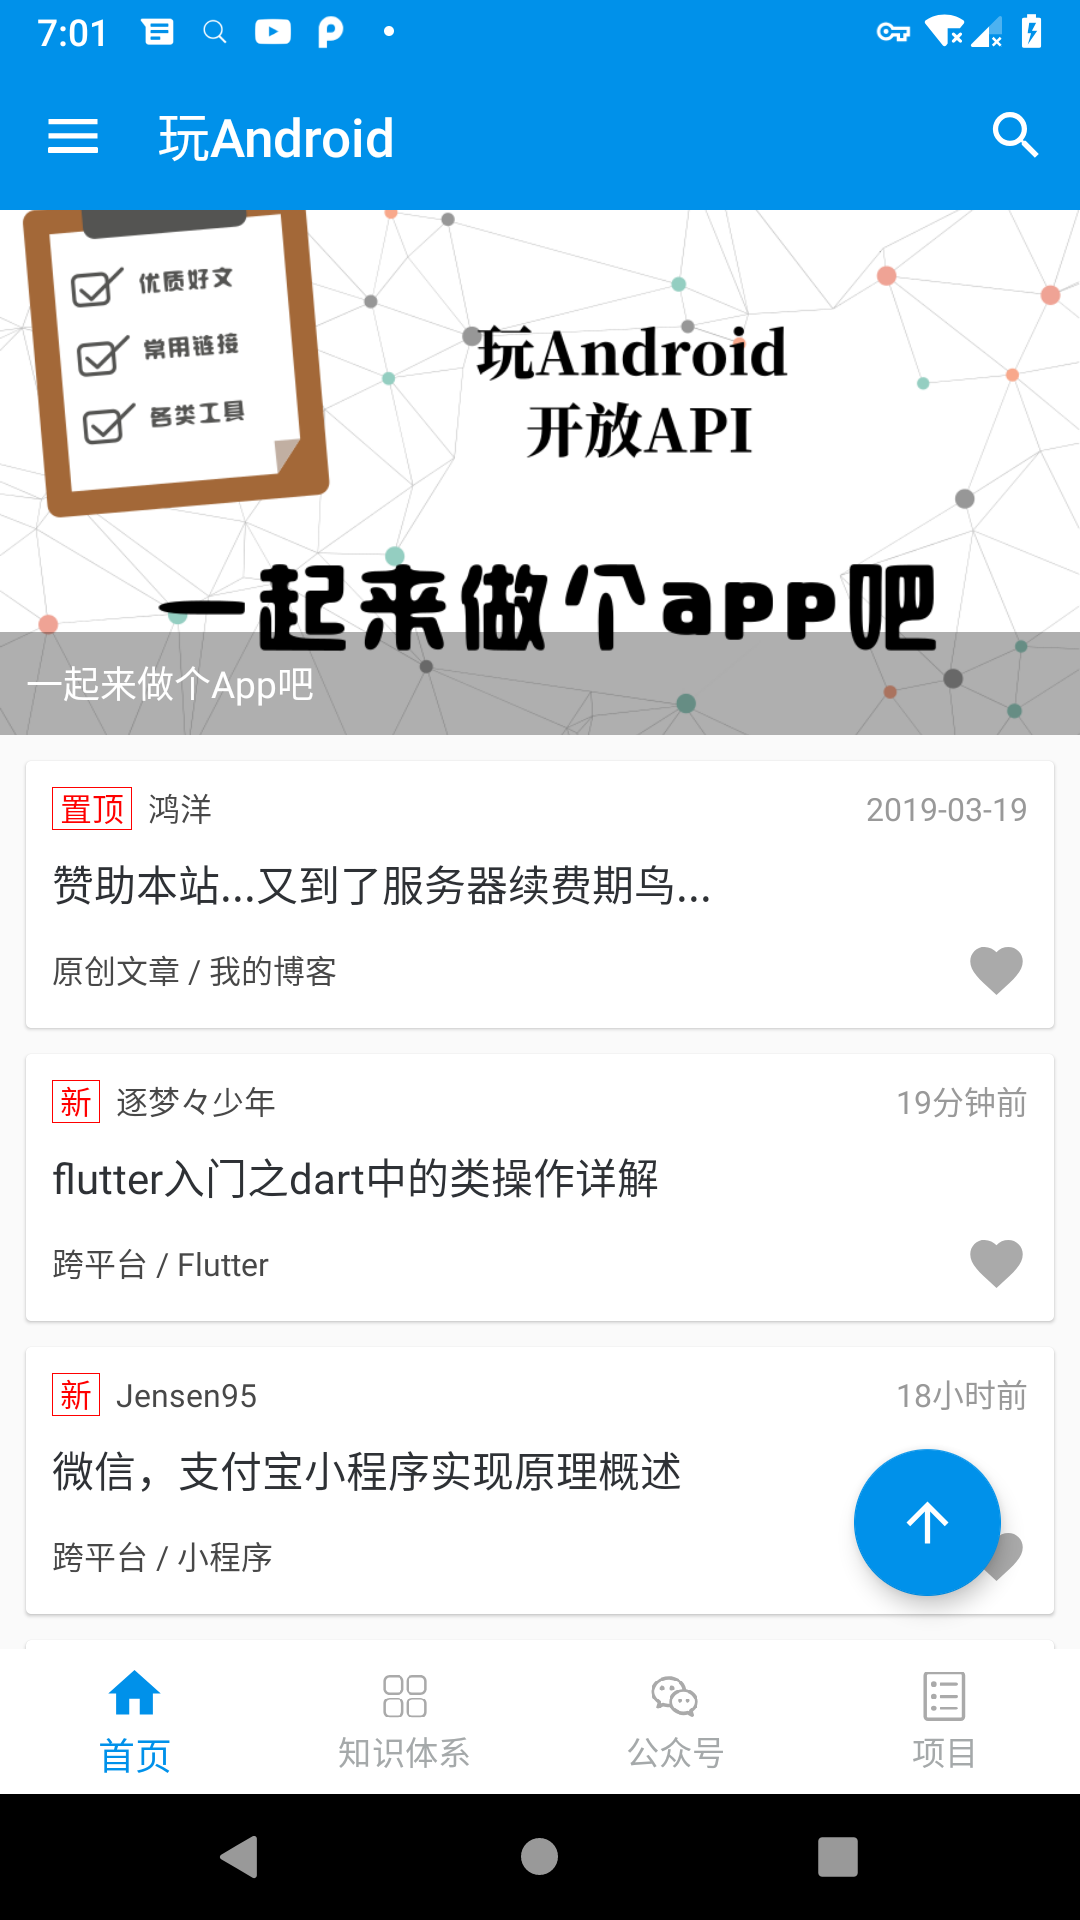 7:01
玩Android
优质好文
常用链接
各类工具
玩Android
开放API
一起来做个app吧
一起来做个App吧
置顶 鸿洋 2019-03-19
赞助本站...又到了服务器续费期鸟...
原创文章 / 我的博客
新 逐梦々少年 19分钟前
flutter入门之dart中的类操作详解
跨平台 / Flutter
新 Jensen95 18小时前
微信，支付宝小程序实现原理概述
跨平台 / 小程序
首页 知识体系 公众号 项目